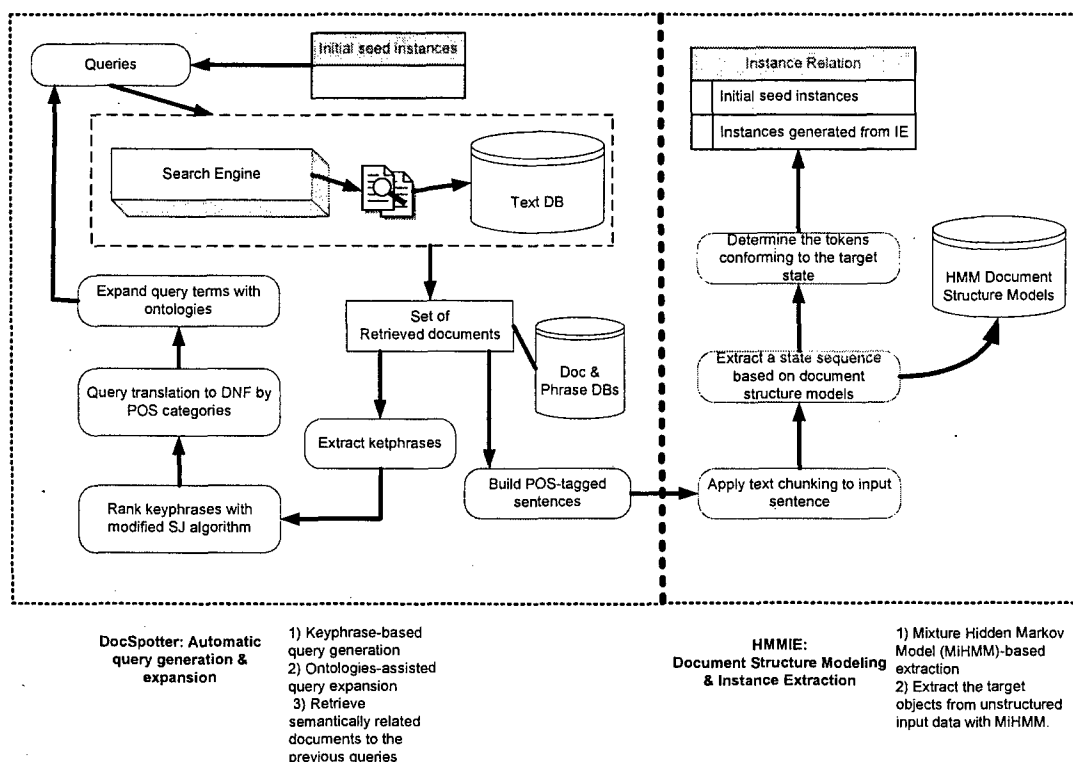 Queries
Initial seed instances
Search Engine
Text DB
Expand query terms with
ontologies
Set of
Retrieved documents
Doc &
Phrase DBs
Query translation to DNF by
POS categories
Extract ketphrases
Rank keyphrases with
modified SJ algorithm
Build POS-tagged
sentences
Instance Relation
Initial seed instances
Instances generated from IE
Determine the tokens
conforming to the target
state
HMM Document
Structure Models
Extract a state sequence
based on document
structure models
Apply text chunking to input
sentence
DocSpotter: Automatic
query generation &
expansion
1) Keyphrase-based
query generation
2) Ontologies-assisted
query expansion
3) Retrieve
semantically related
documents to the
previous queries
HMMIE:
Document Structure Modeling
& Instance Extraction
1) Mixture Hidden Markov
Model (MiHMM)-based
extraction
2) Extract the target
objects from unstructured
input data with MiHMM.